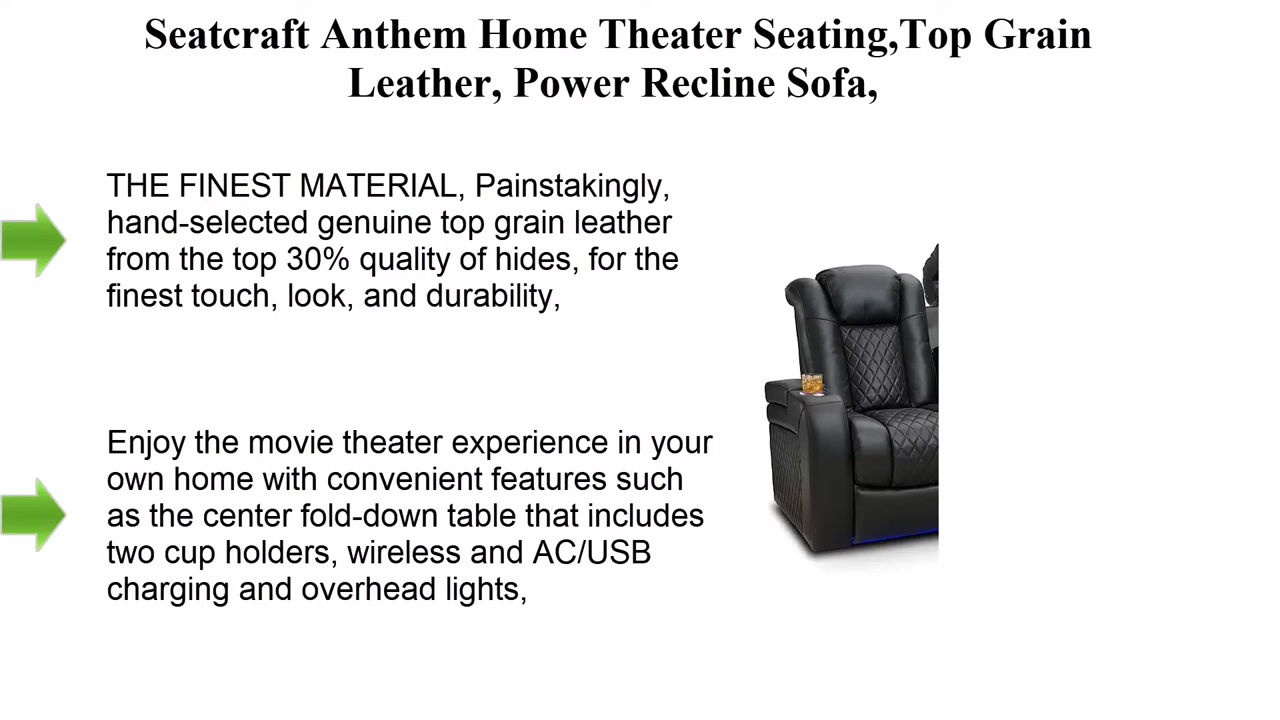 Seatcraft Anthem Home Theater Seating,Top Grain
Leather, Power Recline Sofa,
THE FINEST MATERIAL, Painstakingly,
hand-selected genuine top grain leather
from the top 30% quality of hides, for the
finest touch, look, and durability,
Enjoy the movie theater experience in your
own home with convenient features such
as the center fold-down table that includes
two cup holders, wireless and AC/USB
charging and overhead lights,